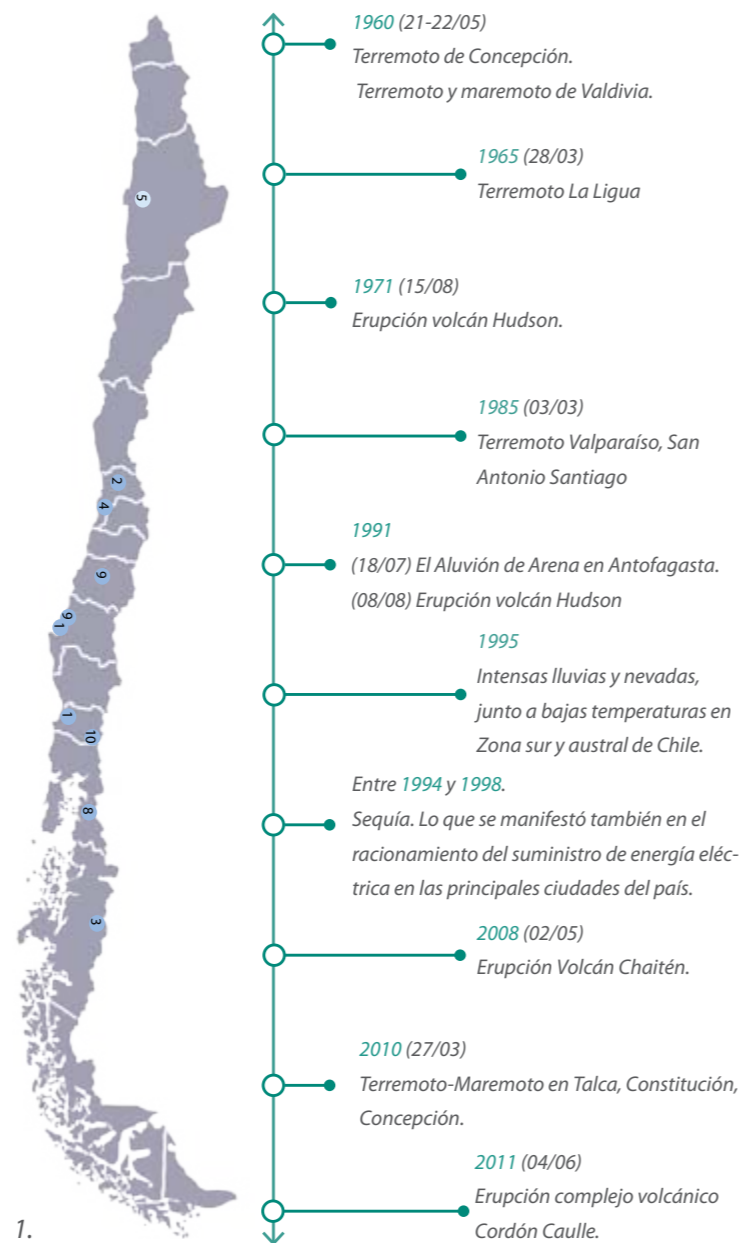 1960 (21-22/05)
Terremoto de Concepción.
Terremoto y maremoto de Valdivia.
1965 (28/03)
Terremoto La Ligua
5
1971 (15/08)
Erupción volcán Hudson.
1985 (03/03)
Terremoto Valparaíso, San
Antonio Santiago
2
4
1991
(18/07) El Aluvión de Arena en Antofagasta.
(08/08) Erupción volcán Hudson
9
9
1
1995
Intensas lluvias y nevadas,
junto a bajas temperaturas en
Zona sur y austral de Chile.
1
10
Entre 1994 y 1998.
Sequía. Lo que se manifestó también en el
racionamiento del suministro de energía eléc-
trica en las principales ciudades del país.
8
3
2008 (02/05)
Erupción Volcán Chaitén.
2010 (27/03)
Terremoto-Maremoto en Talca, Constitución,
Concepción.
2011 (04/06)
Erupción complejo volcánico
Cordón Caulle.
1.